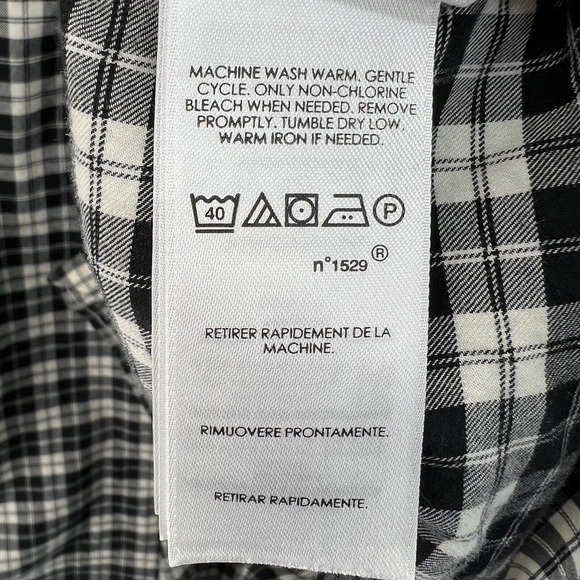 MACHINE WASH WARM. GENTLE
CYCLE. ONLY NON-CHLORINE
BLEACH WHEN NEEDED. REMOVE
PROMPTLY. TUMBLE DRY LOW.
WARM IRON IF NEEDED.
40 P
n°1529 ®
RETIRER RAPIDEMENT DE LA
MACHINE.
RIMUOVERE PRONTAMENTE.
RETIRAR RAPIDAMENTE.